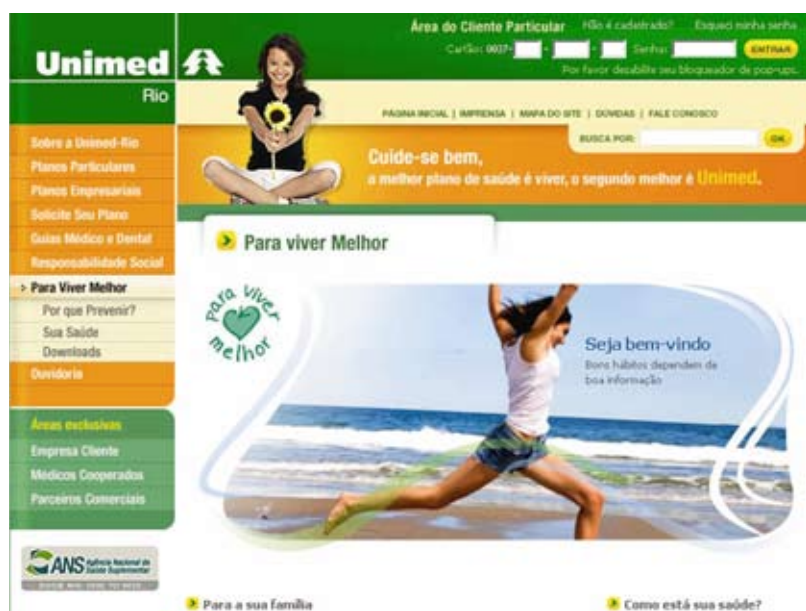 Área do Cliente Particular Não é cadastrado? Esqueci minha senha
Cartão: 0037- - - Senha: ENTRAR
Por favor desabilite seu bloqueador de pop-ups.
Unimed
Rio
PÁGINA INICIAL | IMPRENSA | MAPA DO SITE | DÚVIDAS | FALE CONOSCO
BUSCA POR: OK
Cuide-se bem,
o melhor plano de saúde é viver, o segundo melhor é Unimed.
Sobre a Unimed-Rio
Planos Particulares
Planos Empresariais
Solicite Seu Plano
Guias Médico e Dental
Responsabilidade Social
Para Viver Melhor
Por que Prevenir?
Sua Saúde
Downloads
Ouvidoria
Áreas exclusivas
Empresa Cliente
Médicos Cooperados
Parceiros Comerciais
ANS Agência Nacional de
Saúde Suplementar
Para viver Melhor
para viver
melhor
Seja bem-vindo
Bons hábitos dependem de
boa informação
Para a sua família
Como está sua saúde?